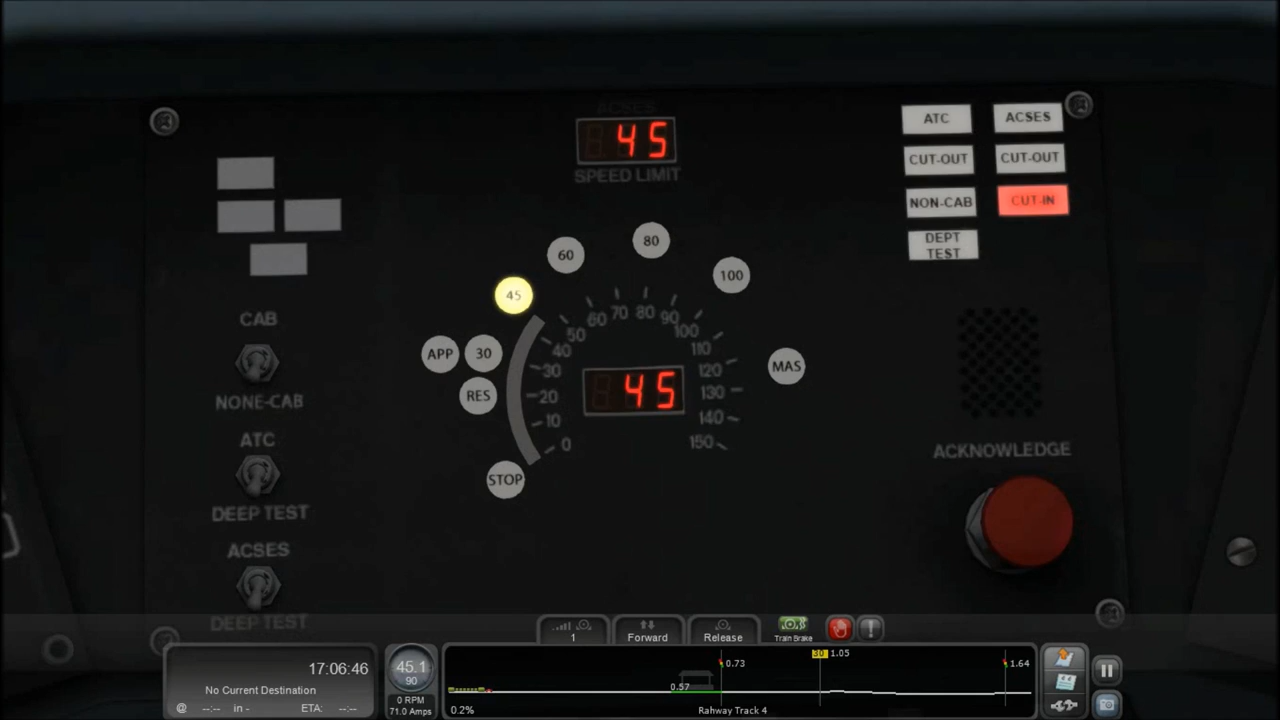 ACSES
45
SPEED LIMIT
ATC
ACSES
CUT-OUT
CUT-OUT
NON-CAB
CUT-IN
DEPT
TEST
CAB
NONE-CAB
ATC
DEEP TEST
ACSES
DEEP TEST
60
80
100
45
APP
30
RES
STOP
MAS
0
10
20
30
40
50
60
70
80
90
100
110
120
130
140
150
45
ACKNOWLEDGE
1
Forward
Release
Train Brake
17:06:46
No Current Destination
@ --:-- in - ETA: --:--
45.1
90
0 RPM
71.0 Amps
0.57
0.73
30 1.05
1.64
0.2%
Rahway Track 4